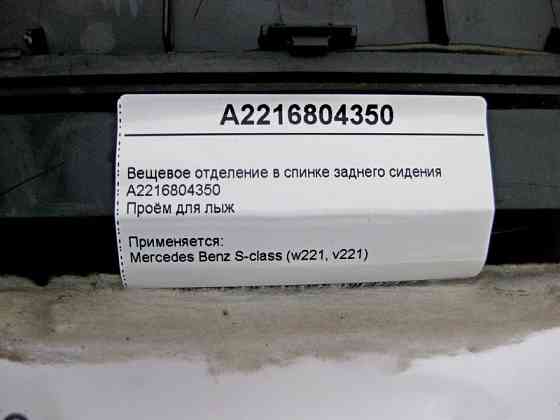 A2216804350
Вещевое отделение в спинке заднего сидения
A2216804350
Проём для лыж
Применяется:
Mercedes Benz S-class (w221, v221)